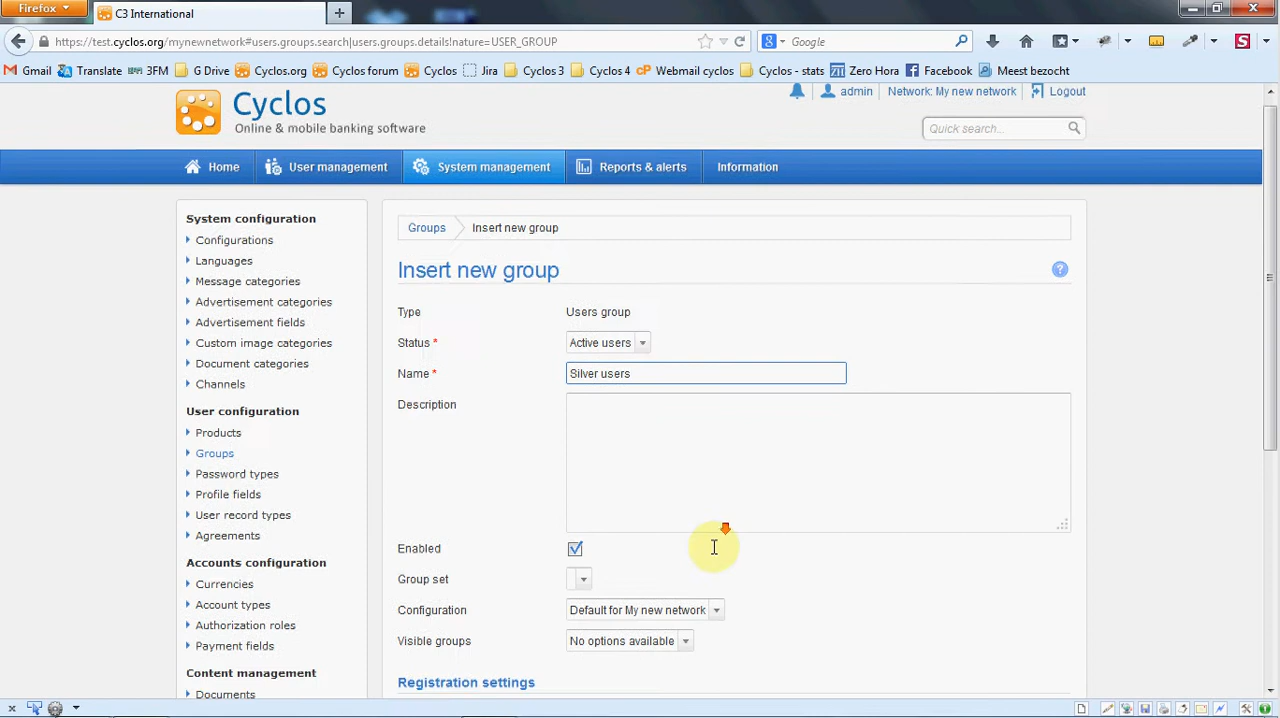 Firefox
C3 International
https://test.cyclos.org/mynewnetwork#users.groups.search|users.groups.details!nature=USER_GROUP
Google
Gmail Translate 3FM G Drive Cyclos.org Cyclos forum Cyclos Jira Cyclos 3 Cyclos 4 Webmail cyclos Cyclos - stats Zero Hora Facebook Meest bezocht
Cyclos
Online & mobile banking software
admin Network: My new network Logout
Quick search...
Home User management System management Reports & alerts Information
System configuration
Configurations
Languages
Message categories
Advertisement categories
Advertisement fields
Custom image categories
Document categories
Channels
User configuration
Products
Groups
Password types
Profile fields
User record types
Agreements
Accounts configuration
Currencies
Account types
Authorization roles
Payment fields
Content management
Documents
Groups Insert new group
Insert new group
Type Users group
Status * Active users
Name * Silver users
Description
Enabled
Group set
Configuration Default for My new network
Visible groups No options available
Registration settings